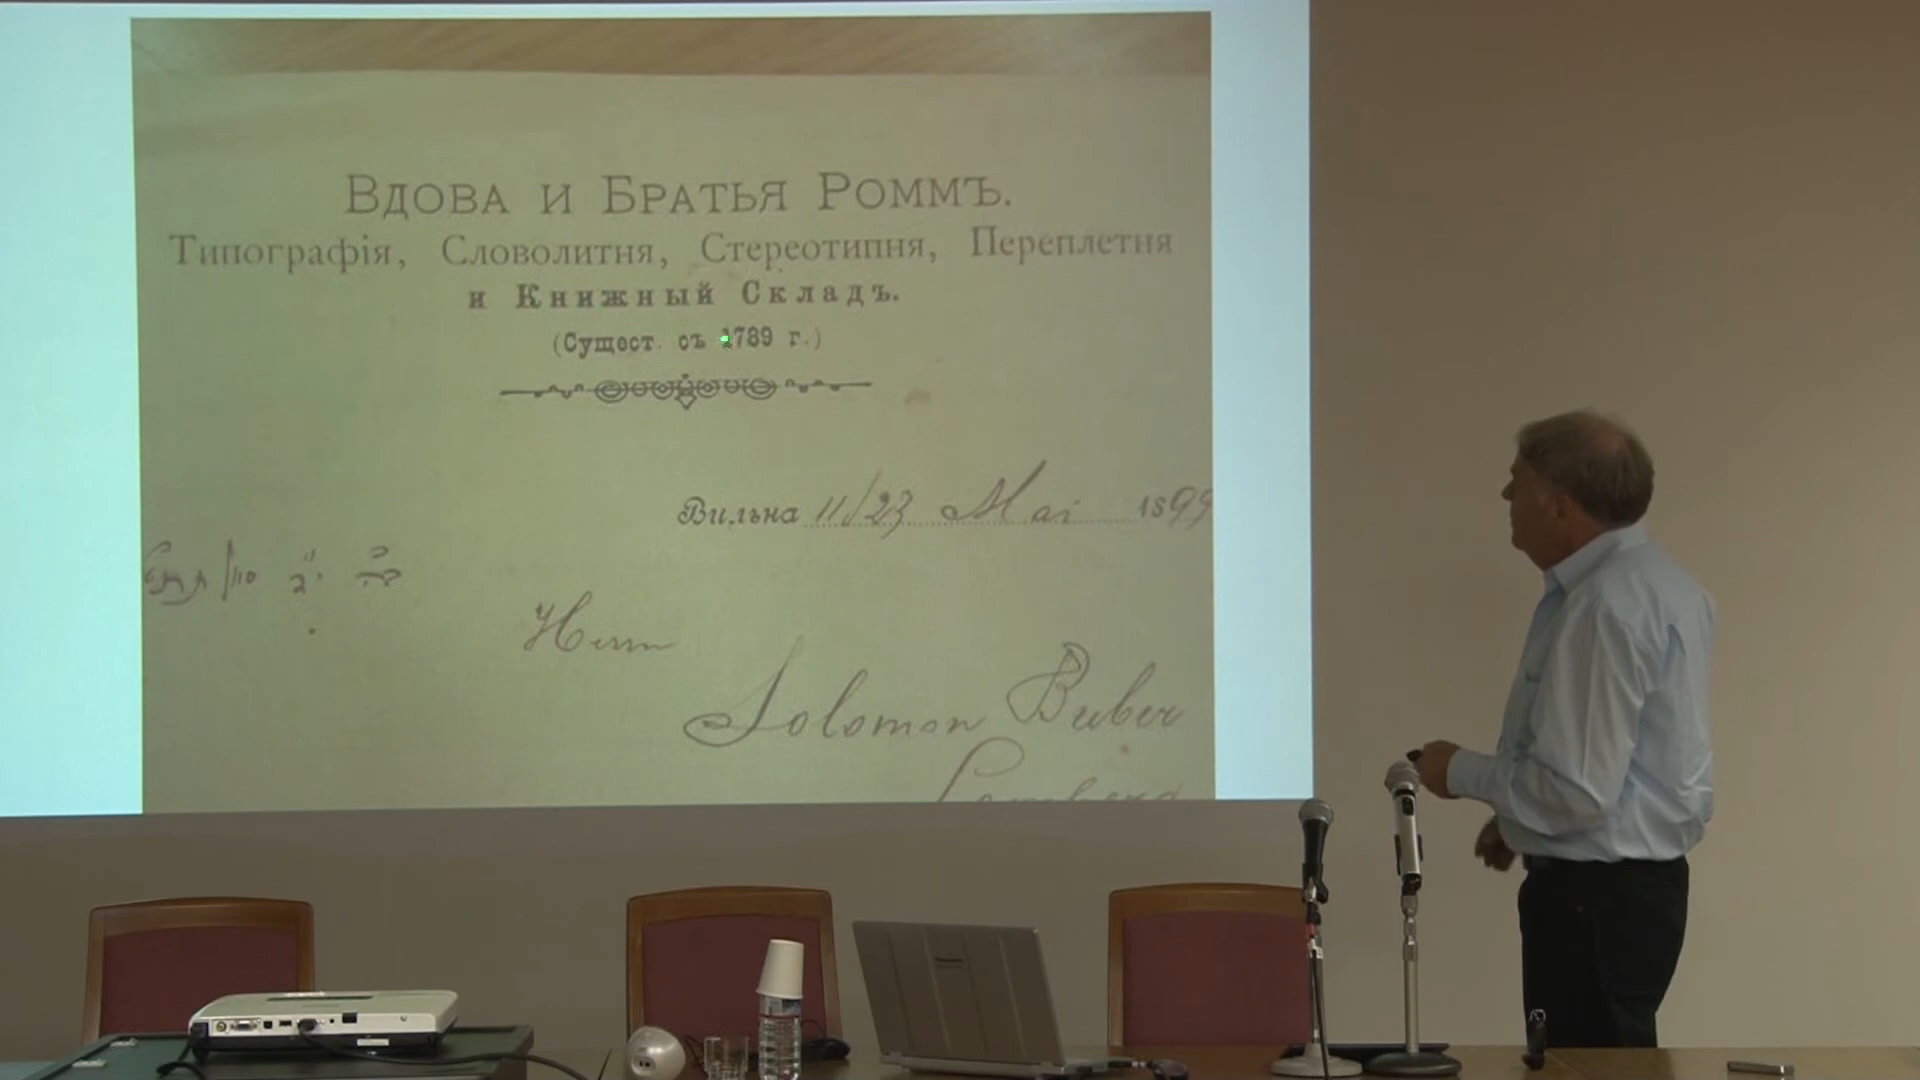 Вдова и Братья Роммъ.
Типографія, Словолитня, Стереотипня, Переплетня
и Книжный Складъ.
(Сущест. съ 1789 г.)
Вильна 11/23 Mai 1899
Herrn
Solomon Buber
Lemberg